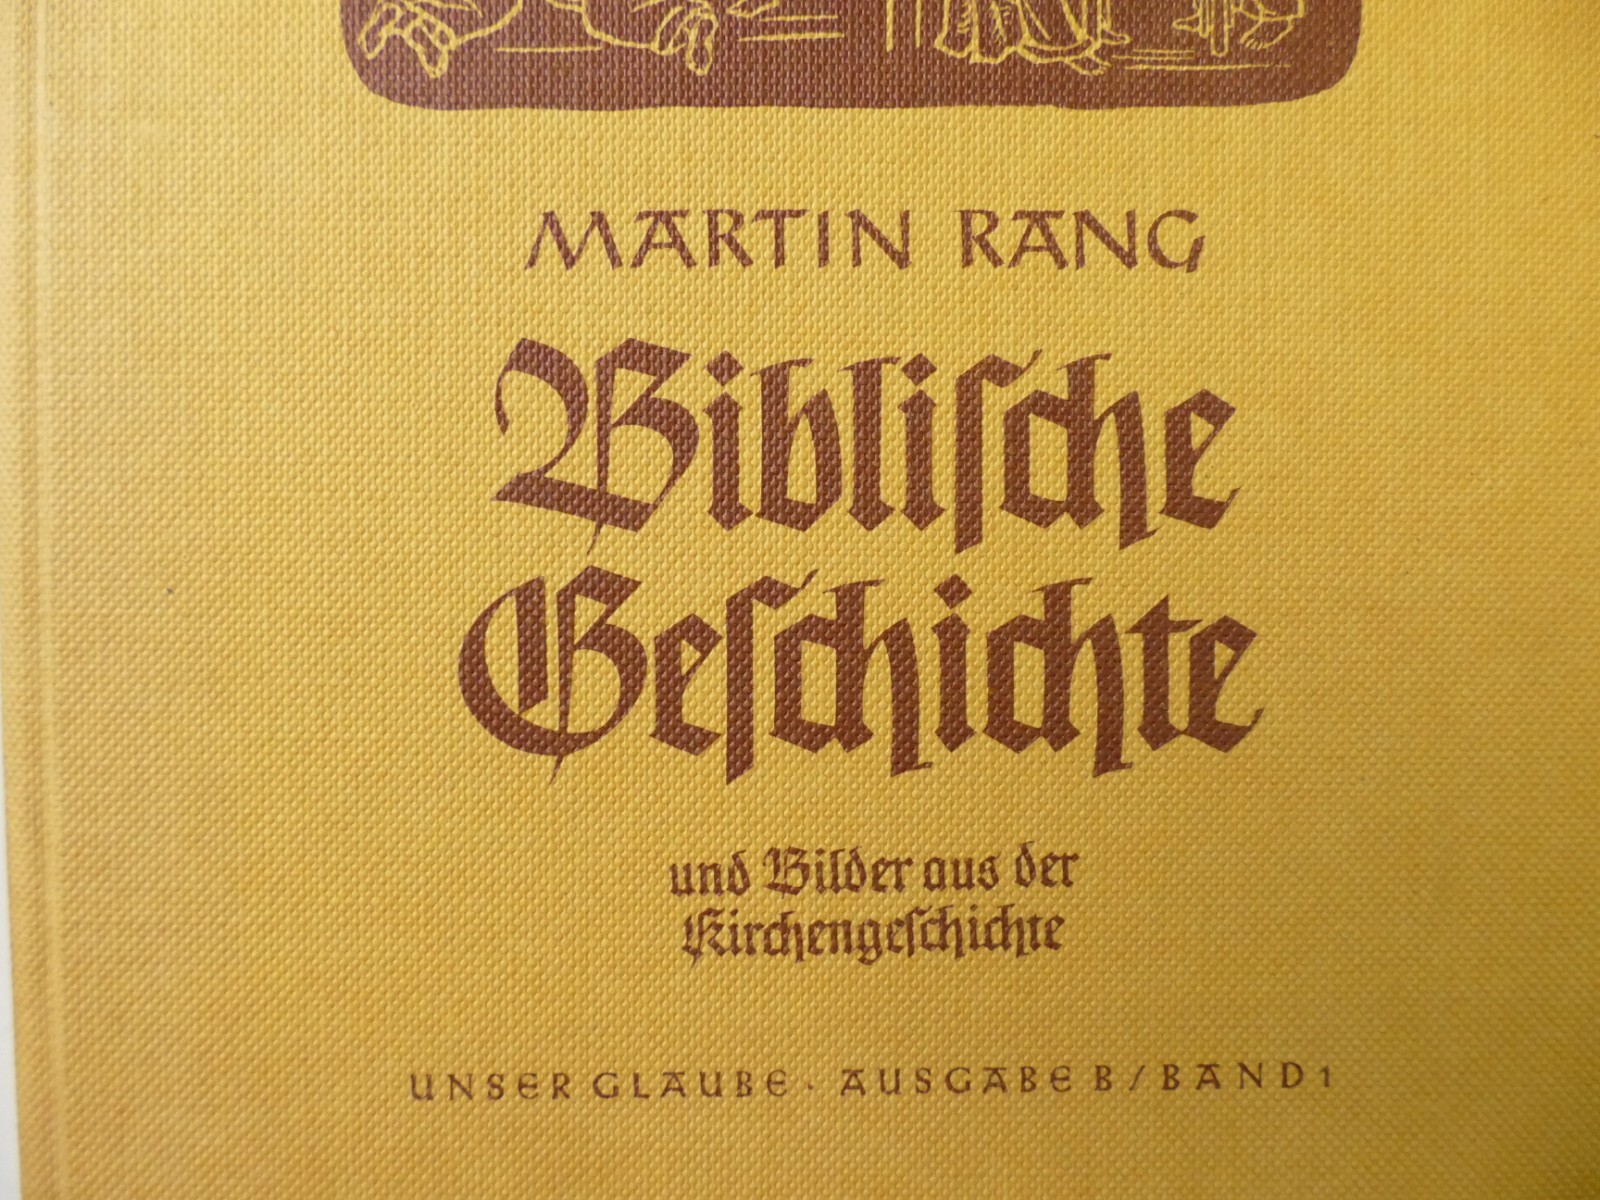 MARTIN RANG
Bibliſche
Geſchichte
und Bilder aus der
Kirchengeſchichte
UNSER GLAUBE · AUSGABE B / BAND 1